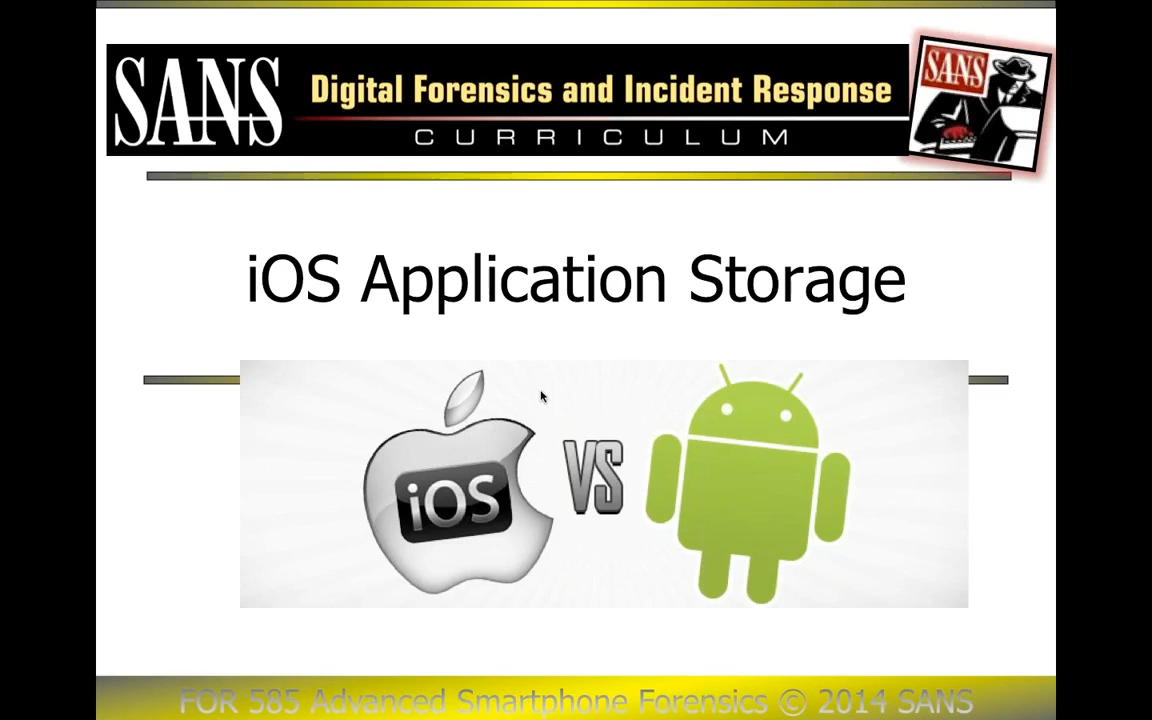 SANS
Digital Forensics and Incident Response
CURRICULUM
SANS
iOS Application Storage
iOS
VS
FOR 585 Advanced Smartphone Forensics © 2014 SANS